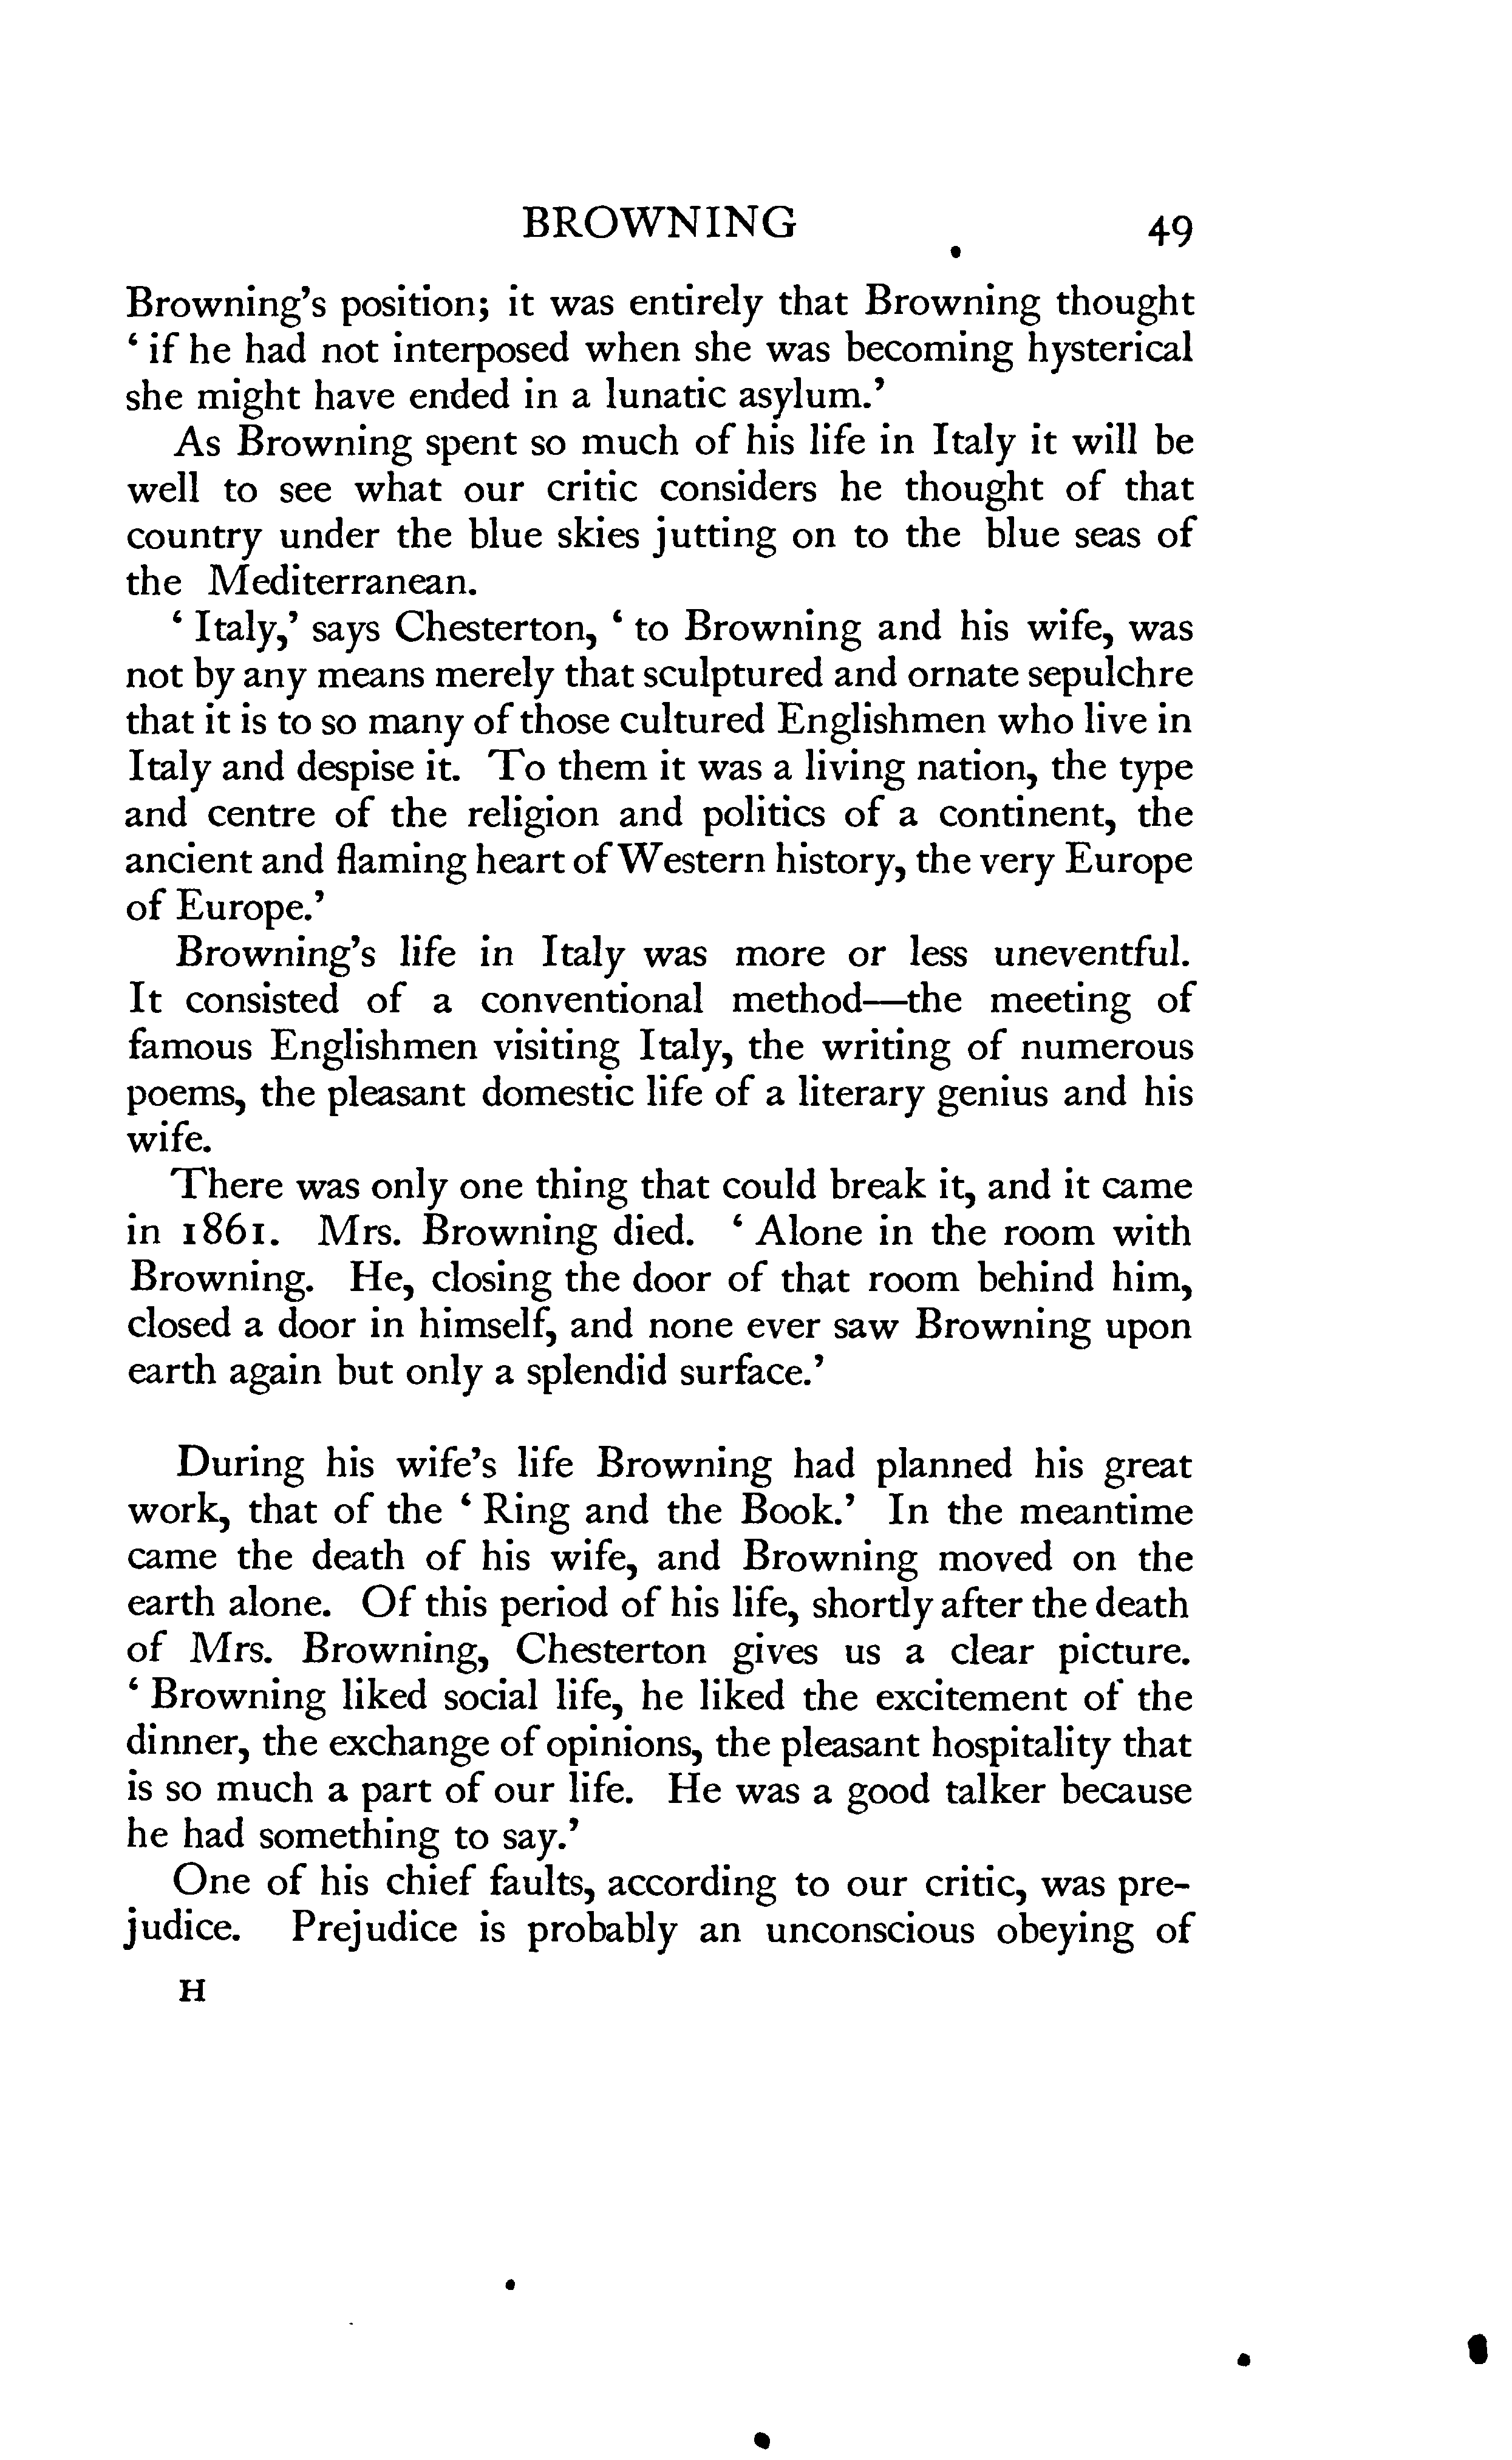 BROWNING 49
Browning's position; it was entirely that Browning thought
‘ if he had not interposed when she was becoming hysterical
she might have ended in a lunatic asylum.’
As Browning spent so much of his life in Italy it will be
well to see what our critic considers he thought of that
country under the blue skies jutting on to the blue seas of
the Mediterranean.
‘ Italy,’ says Chesterton, ‘ to Browning and his wife, was
not by any means merely that sculptured and ornate sepulchre
that it is to so many of those cultured Englishmen who live in
Italy and despise it. To them it was a living nation, the type
and centre of the religion and politics of a continent, the
ancient and flaming heart of Western history, the very Europe
of Europe.’
Browning's life in Italy was more or less uneventful.
It consisted of a conventional method—the meeting of
famous Englishmen visiting Italy, the writing of numerous
poems, the pleasant domestic life of a literary genius and his
wife.
There was only one thing that could break it, and it came
in 1861. Mrs. Browning died. ‘ Alone in the room with
Browning. He, closing the door of that room behind him,
closed a door in himself, and none ever saw Browning upon
earth again but only a splendid surface.’
During his wife's life Browning had planned his great
work, that of the ‘ Ring and the Book.’ In the meantime
came the death of his wife, and Browning moved on the
earth alone. Of this period of his life, shortly after the death
of Mrs. Browning, Chesterton gives us a clear picture.
‘ Browning liked social life, he liked the excitement of the
dinner, the exchange of opinions, the pleasant hospitality that
is so much a part of our life. He was a good talker because
he had something to say.’
One of his chief faults, according to our critic, was pre-
judice. Prejudice is probably an unconscious obeying of
H